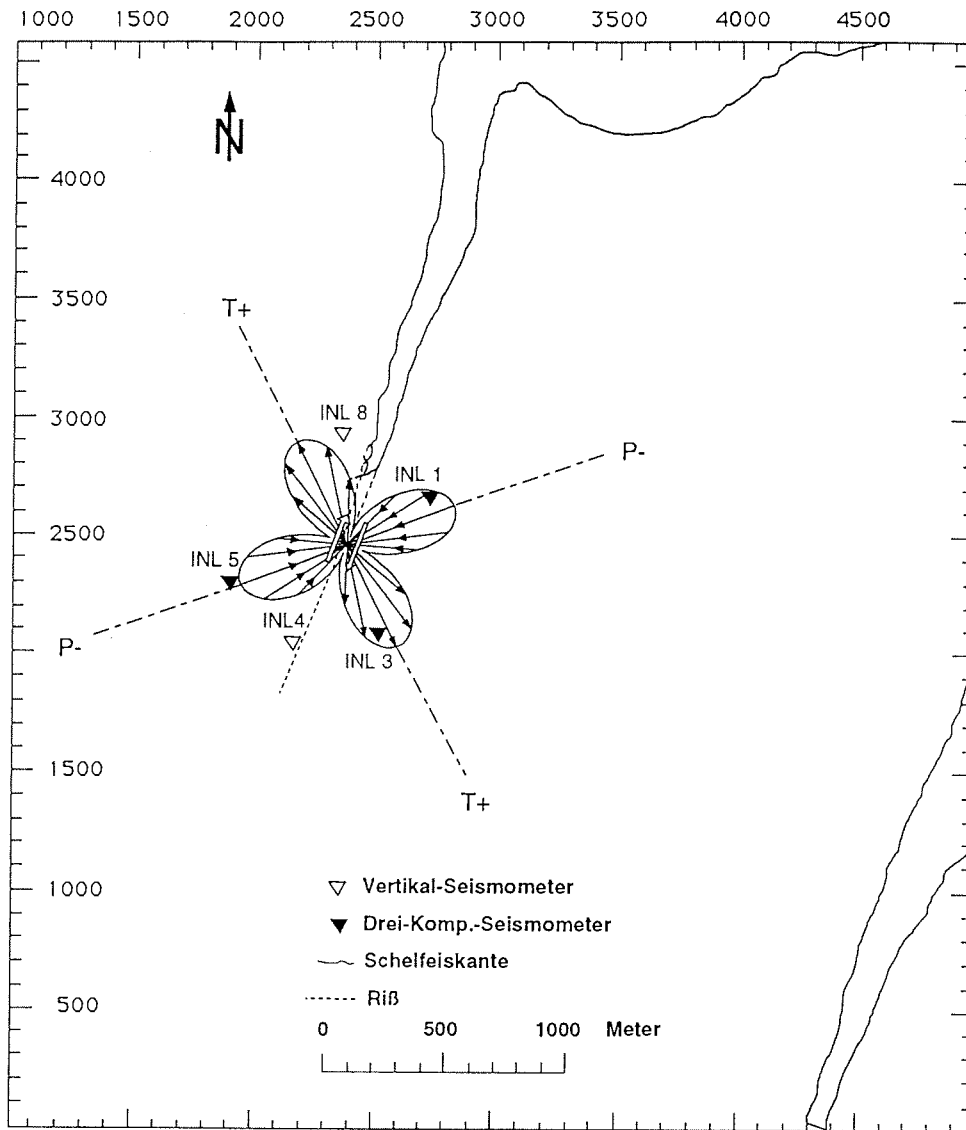 1000 1500 2000 2500 3000 3500 4000 4500
N
4000
3500
T+
3000
INL 8
P-
INL 1
2500
INL 5
INL4
P-
INL 3
1500
T+
1000
Vertikal-Seismometer
Drei-Komp.-Seismometer
Schelfeiskante
500
Riß
0 500 1000 Meter